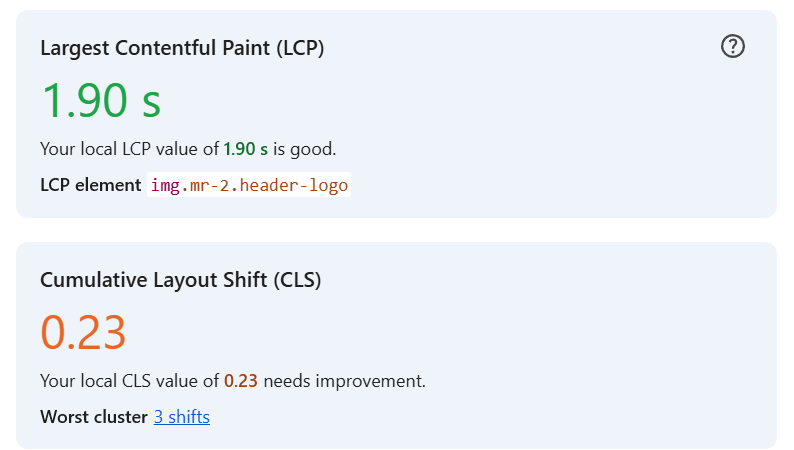 Largest Contentful Paint (LCP)
1.90 s
Your local LCP value of 1.90 s is good.
LCP element img.mr-2.header-logo
Cumulative Layout Shift (CLS)
0.23
Your local CLS value of 0.23 needs improvement.
Worst cluster 3 shifts